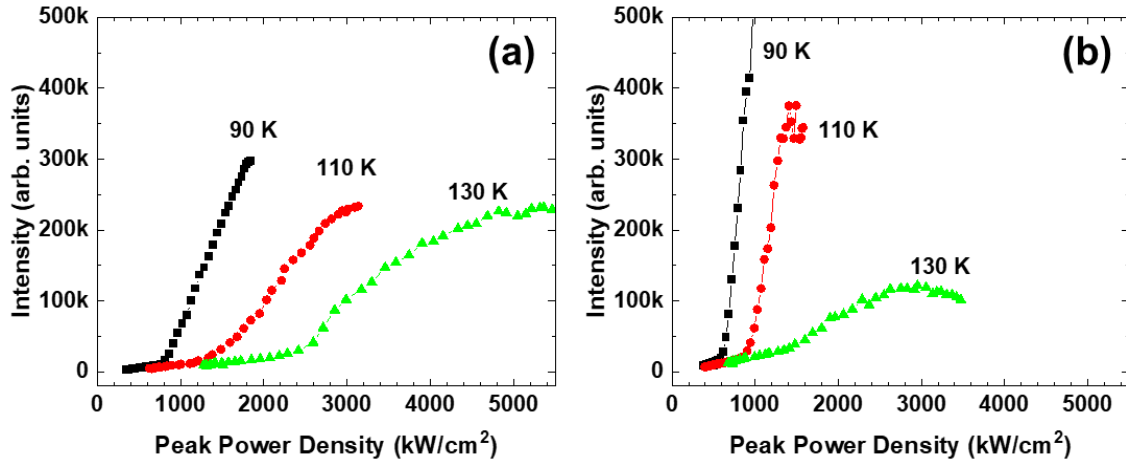 (a)
500k
400k
300k
200k
100k
0
Intensity (arb. units)
90 K
110 K
130 K
0 1000 2000 3000 4000 5000
Peak Power Density (kW/cm²)
(b)
500k
400k
300k
200k
100k
0
Intensity (arb. units)
90 K
110 K
130 K
0 1000 2000 3000 4000 5000
Peak Power Density (kW/cm²)